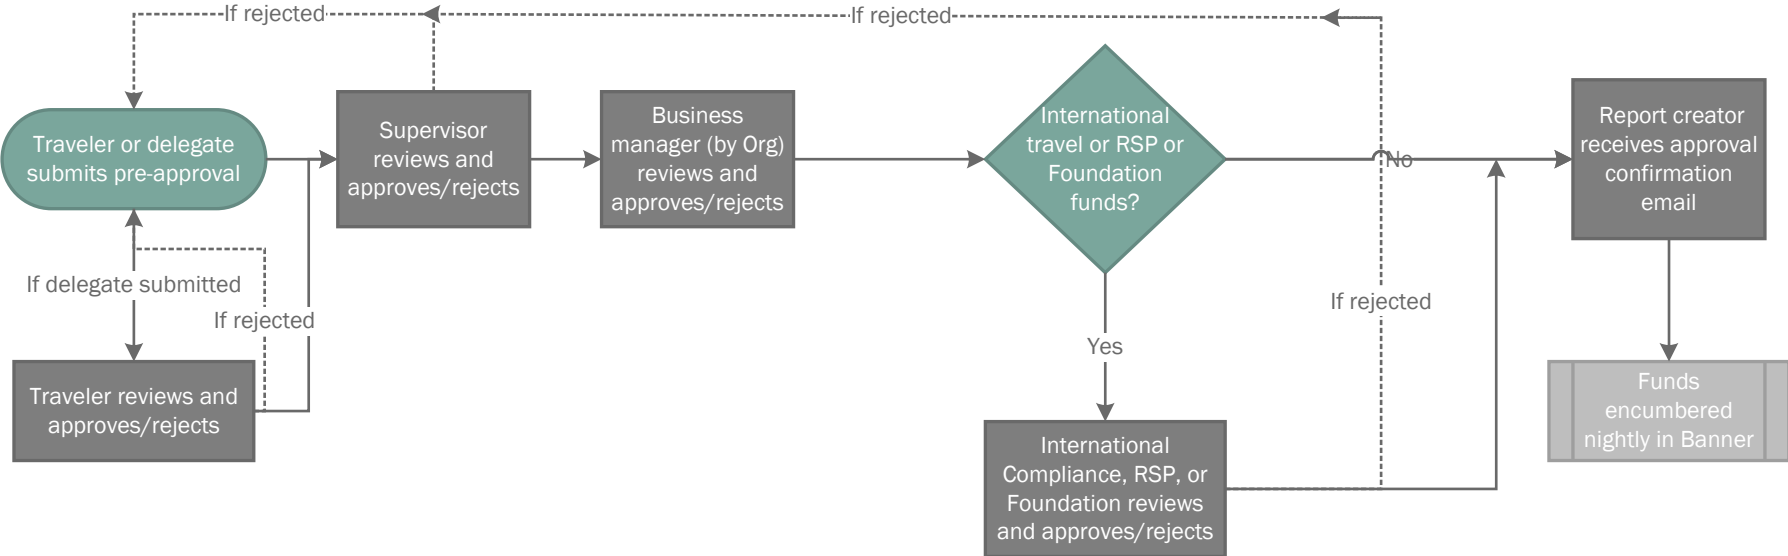 If rejected
If rejected
Traveler or delegate
submits pre-approval
Supervisor
reviews and
approves/rejects
Business
manager (by Org)
reviews and
approves/rejects
International
travel or RSP or
Foundation
funds?
No
Report creator
receives approval
confirmation
email
If delegate submitted
If rejected
If rejected
Yes
Traveler reviews and
approves/rejects
International
Compliance, RSP, or
Foundation reviews
and approves/rejects
Funds
encumbered
nightly in Banner